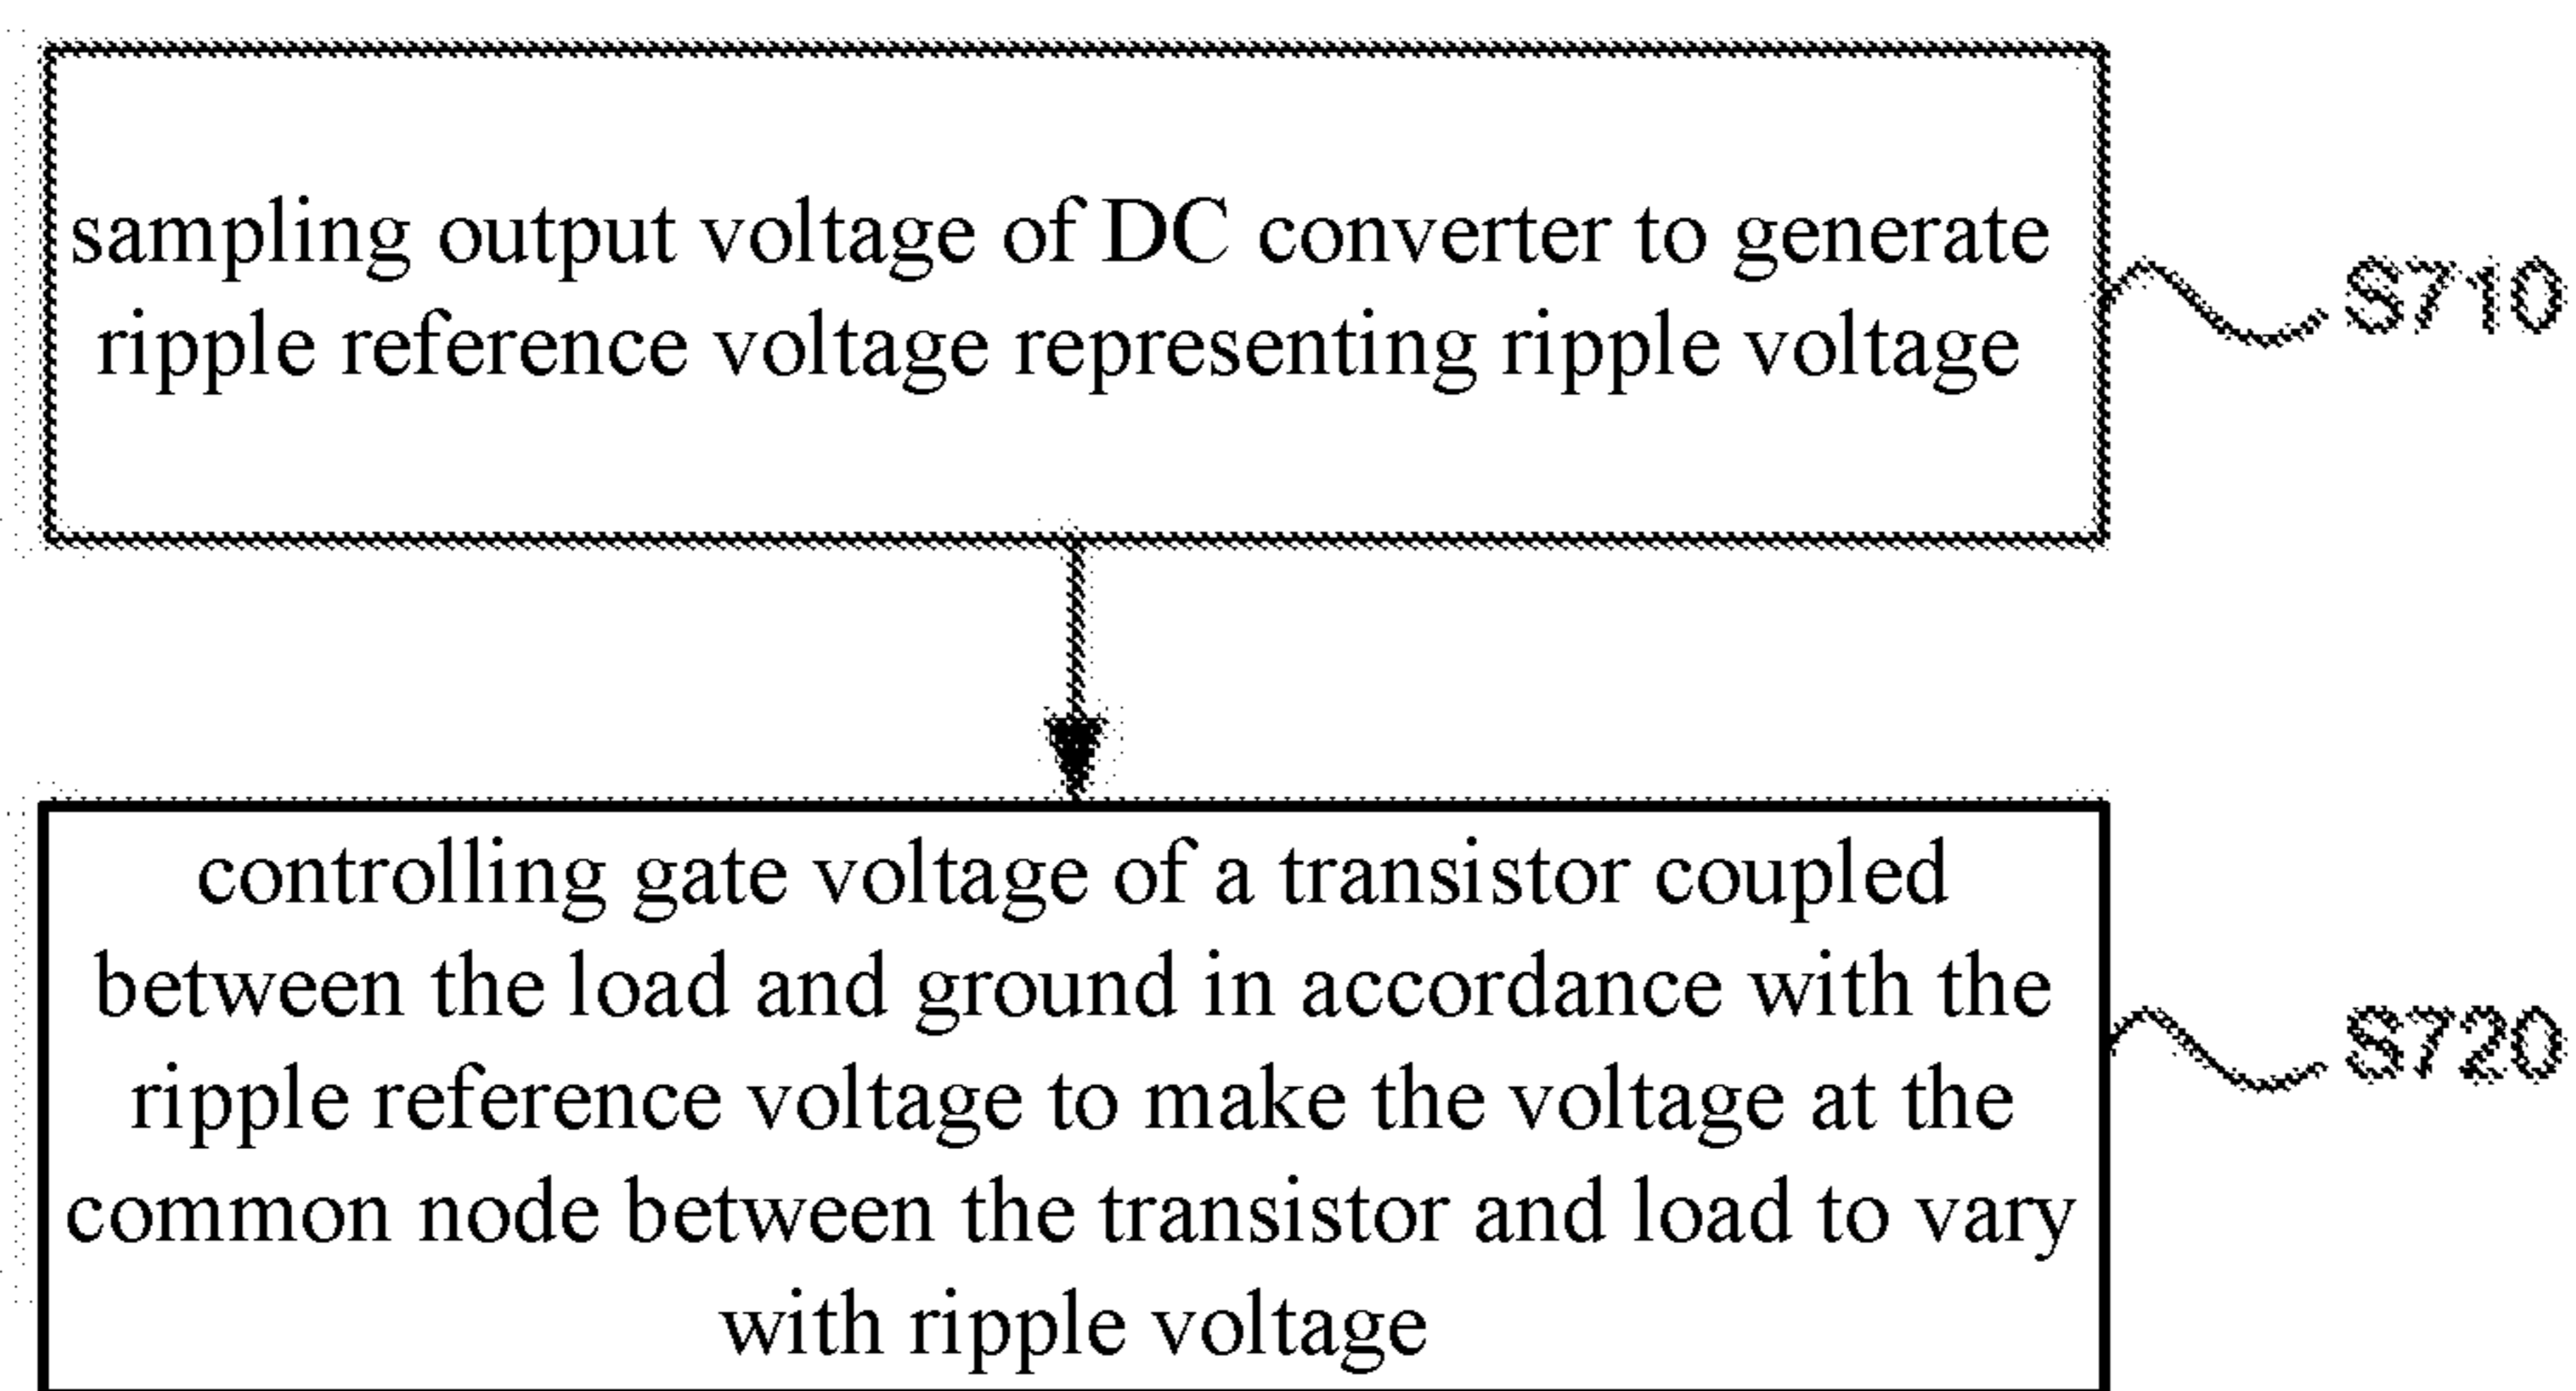 sampling output voltage of DC converter to generate
ripple reference voltage representing ripple voltage
S710
controlling gate voltage of a transistor coupled
between the load and ground in accordance with the
ripple reference voltage to make the voltage at the
common node between the transistor and load to vary
with ripple voltage
S720